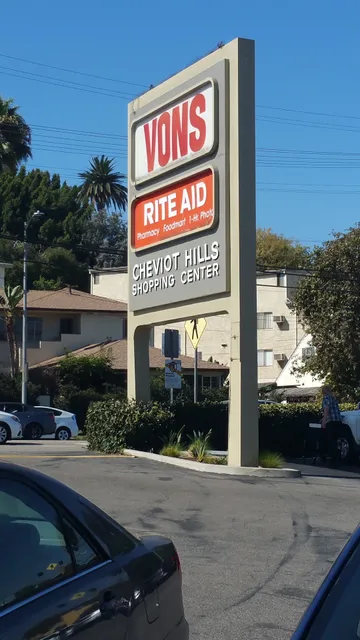 VONS
RITE AID
Pharmacy Foodmart 1-Hr Photo
CHEVIOT HILLS
SHOPPING CENTER